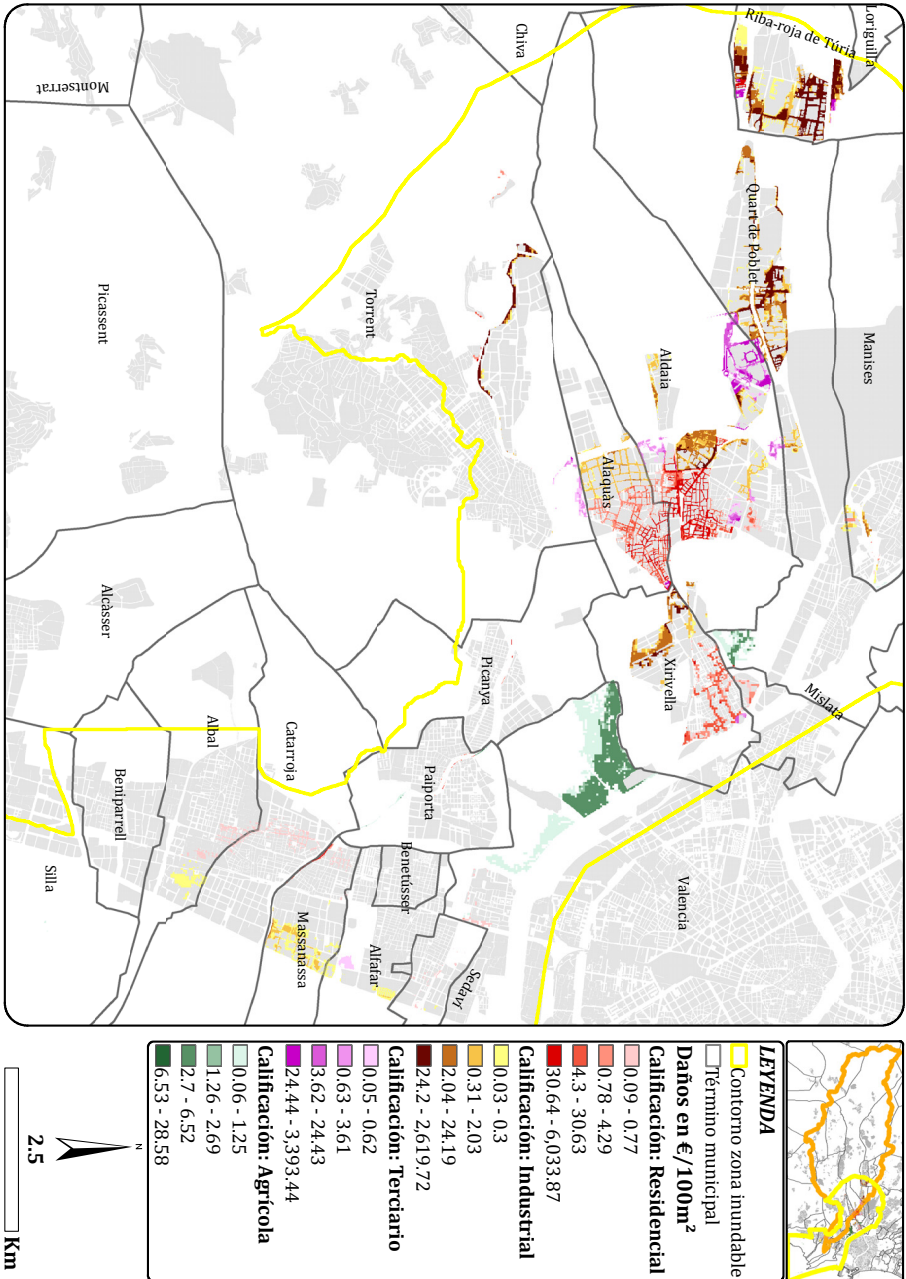 Loriguilla
Riba-roja de Túria
Chiva
Montserrat
Manises
Quart de Poblet
Aldaia
Alaquàs
Torrent
Picassent
Mislata
Xirivella
Picanya
Alcàsser
Valencia
Paiporta
Catarroja
Albal
Beniparrell
Benetússer
Sedaví
Alfafar
Massanassa
Silla
LEYENDA
Contorno zona inundable
Término municipal
Daños en €/100m²
Calificación: Residencial
0.09 - 0.77
0.78 - 4.29
4.3 - 30.63
30.64 - 6,033.87
Calificación: Industrial
0.03 - 0.3
0.31 - 2.03
2.04 - 24.19
24.2 - 2,619.72
Calificación: Terciario
0.05 - 0.62
0.63 - 3.61
3.62 - 24.43
24.44 - 3,393.44
Calificación: Agrícola
0.06 - 1.25
1.26 - 2.69
2.7 - 6.52
6.53 - 28.58
N
2.5
Km